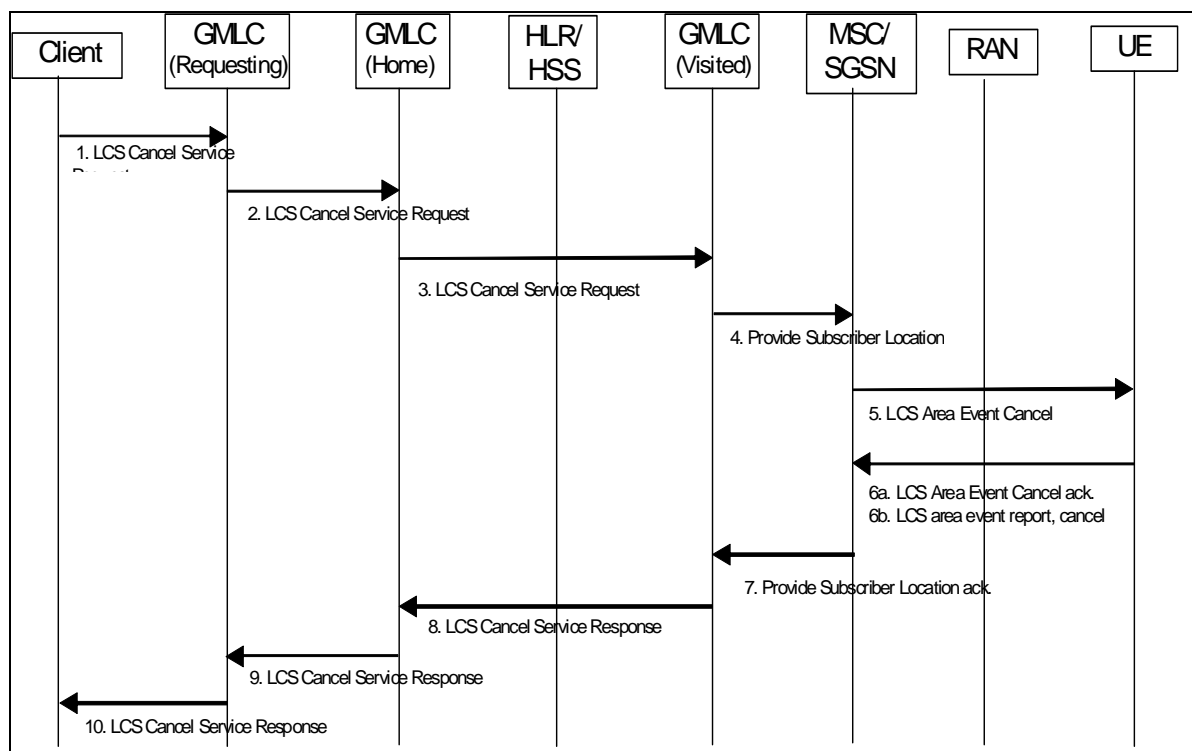 Client
GMLC
(Requesting)
GMLC
(Home)
HLR/
HSS
GMLC
(Visited)
MSC/
SGSN
RAN
UE
1. LCS Cancel Service
2. LCS Cancel Service Request
3. LCS Cancel Service Request
4. Provide Subscriber Location
5. LCS Area Event Cancel
6a. LCS Area Event Cancel ack.
6b. LCS area event report, cancel
7. Provide Subscriber Location ack.
8. LCS Cancel Service Response
9. LCS Cancel Service Response
10. LCS Cancel Service Response